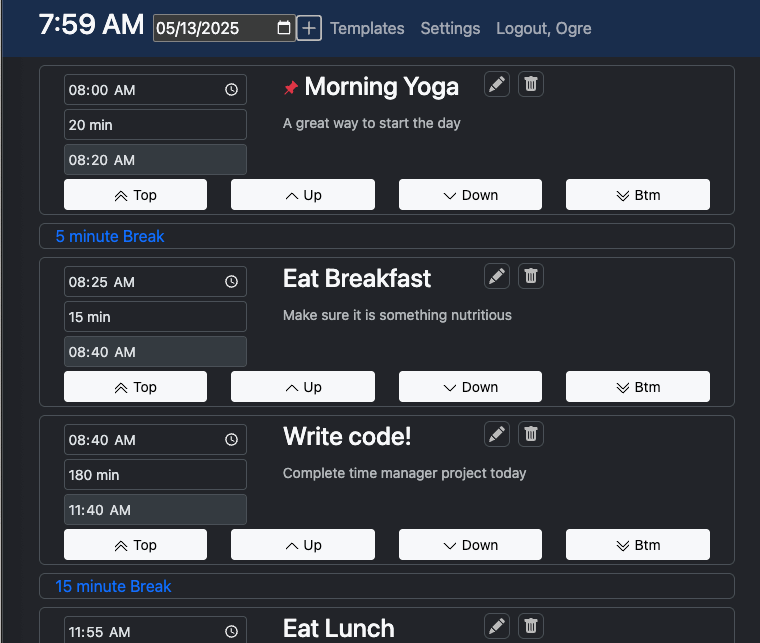 7:59 AM 05/13/2025 Templates Settings Logout, Ogre
08:00 AM Morning Yoga
20 min A great way to start the day
08:20 AM
Top Up Down Btm
5 minute Break
08:25 AM Eat Breakfast
15 min Make sure it is something nutritious
08:40 AM
Top Up Down Btm
08:40 AM Write code!
180 min Complete time manager project today
11:40 AM
Top Up Down Btm
15 minute Break
11:55 AM Eat Lunch